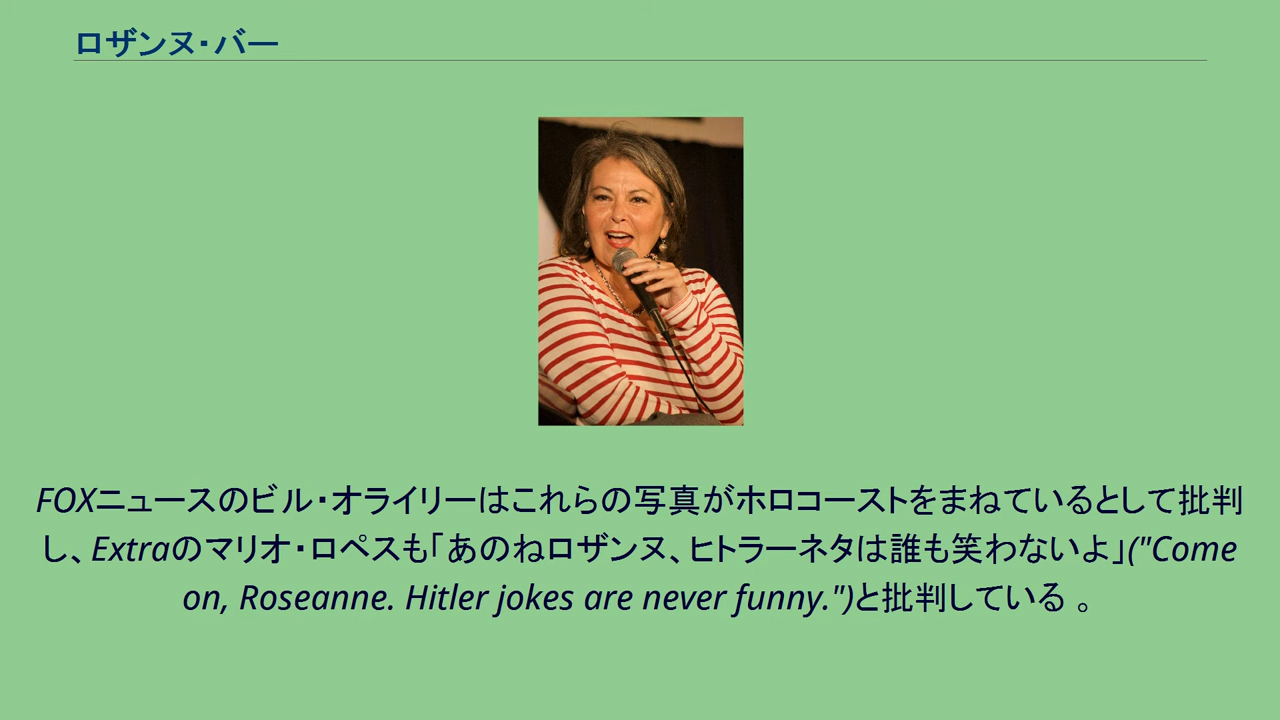 ロザンヌ・バー
FOXニュースのビル・オライリーはこれらの写真がホロコーストをまねているとして批判
し、Extraのマリオ・ロペスも「あのねロザンヌ、ヒトラーネタは誰も笑わないよ」("Come
on, Roseanne. Hitler jokes are never funny.")と批判している 。